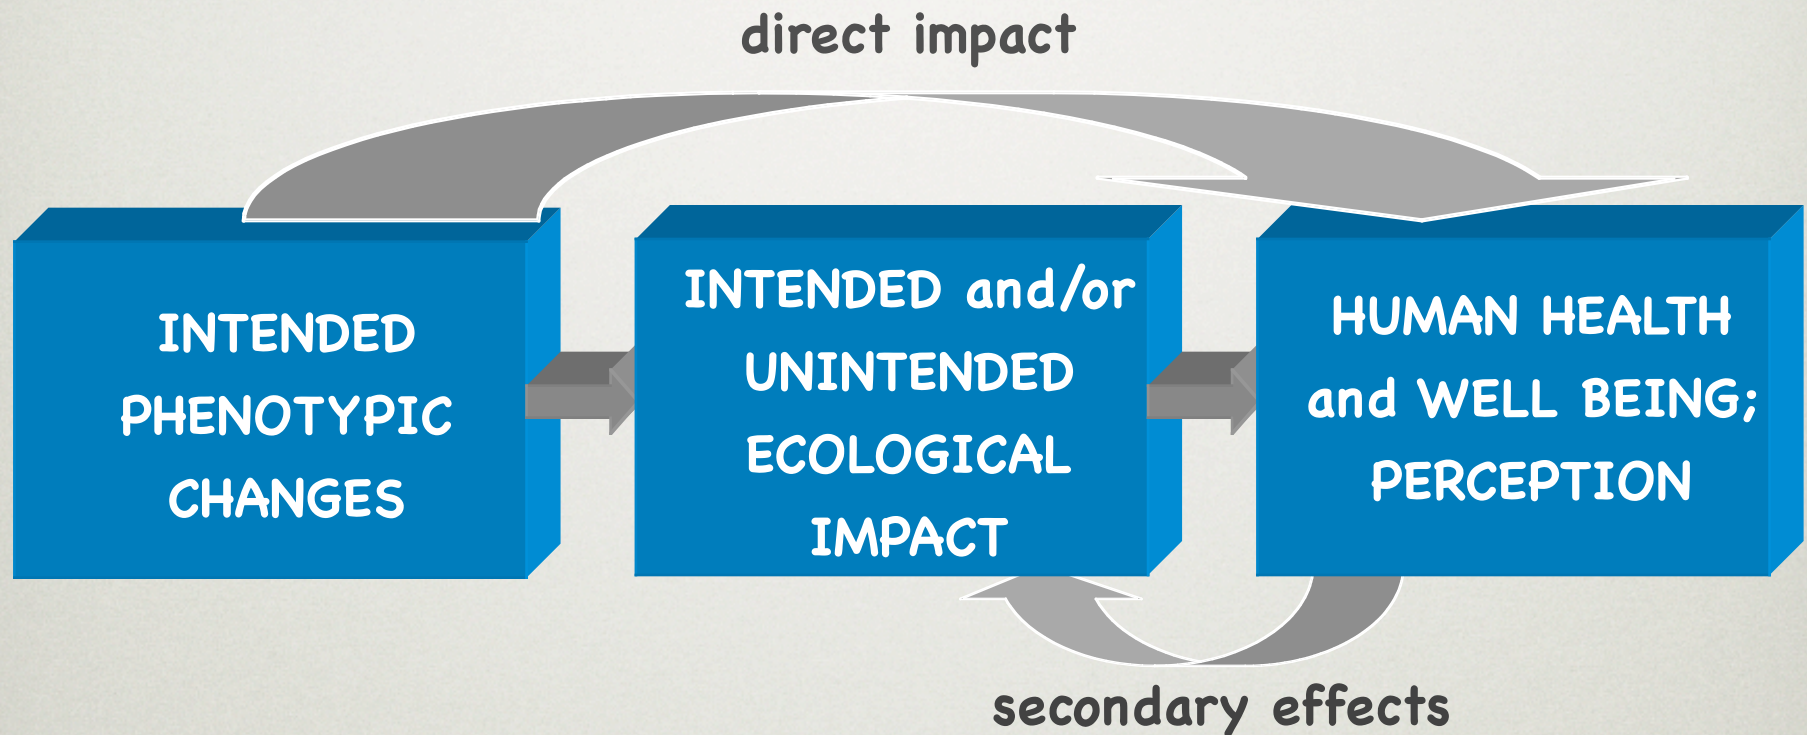 direct impact
INTENDED
PHENOTYPIC
CHANGES
INTENDED and/or
UNINTENDED
ECOLOGICAL
IMPACT
HUMAN HEALTH
and WELL BEING;
PERCEPTION
secondary effects